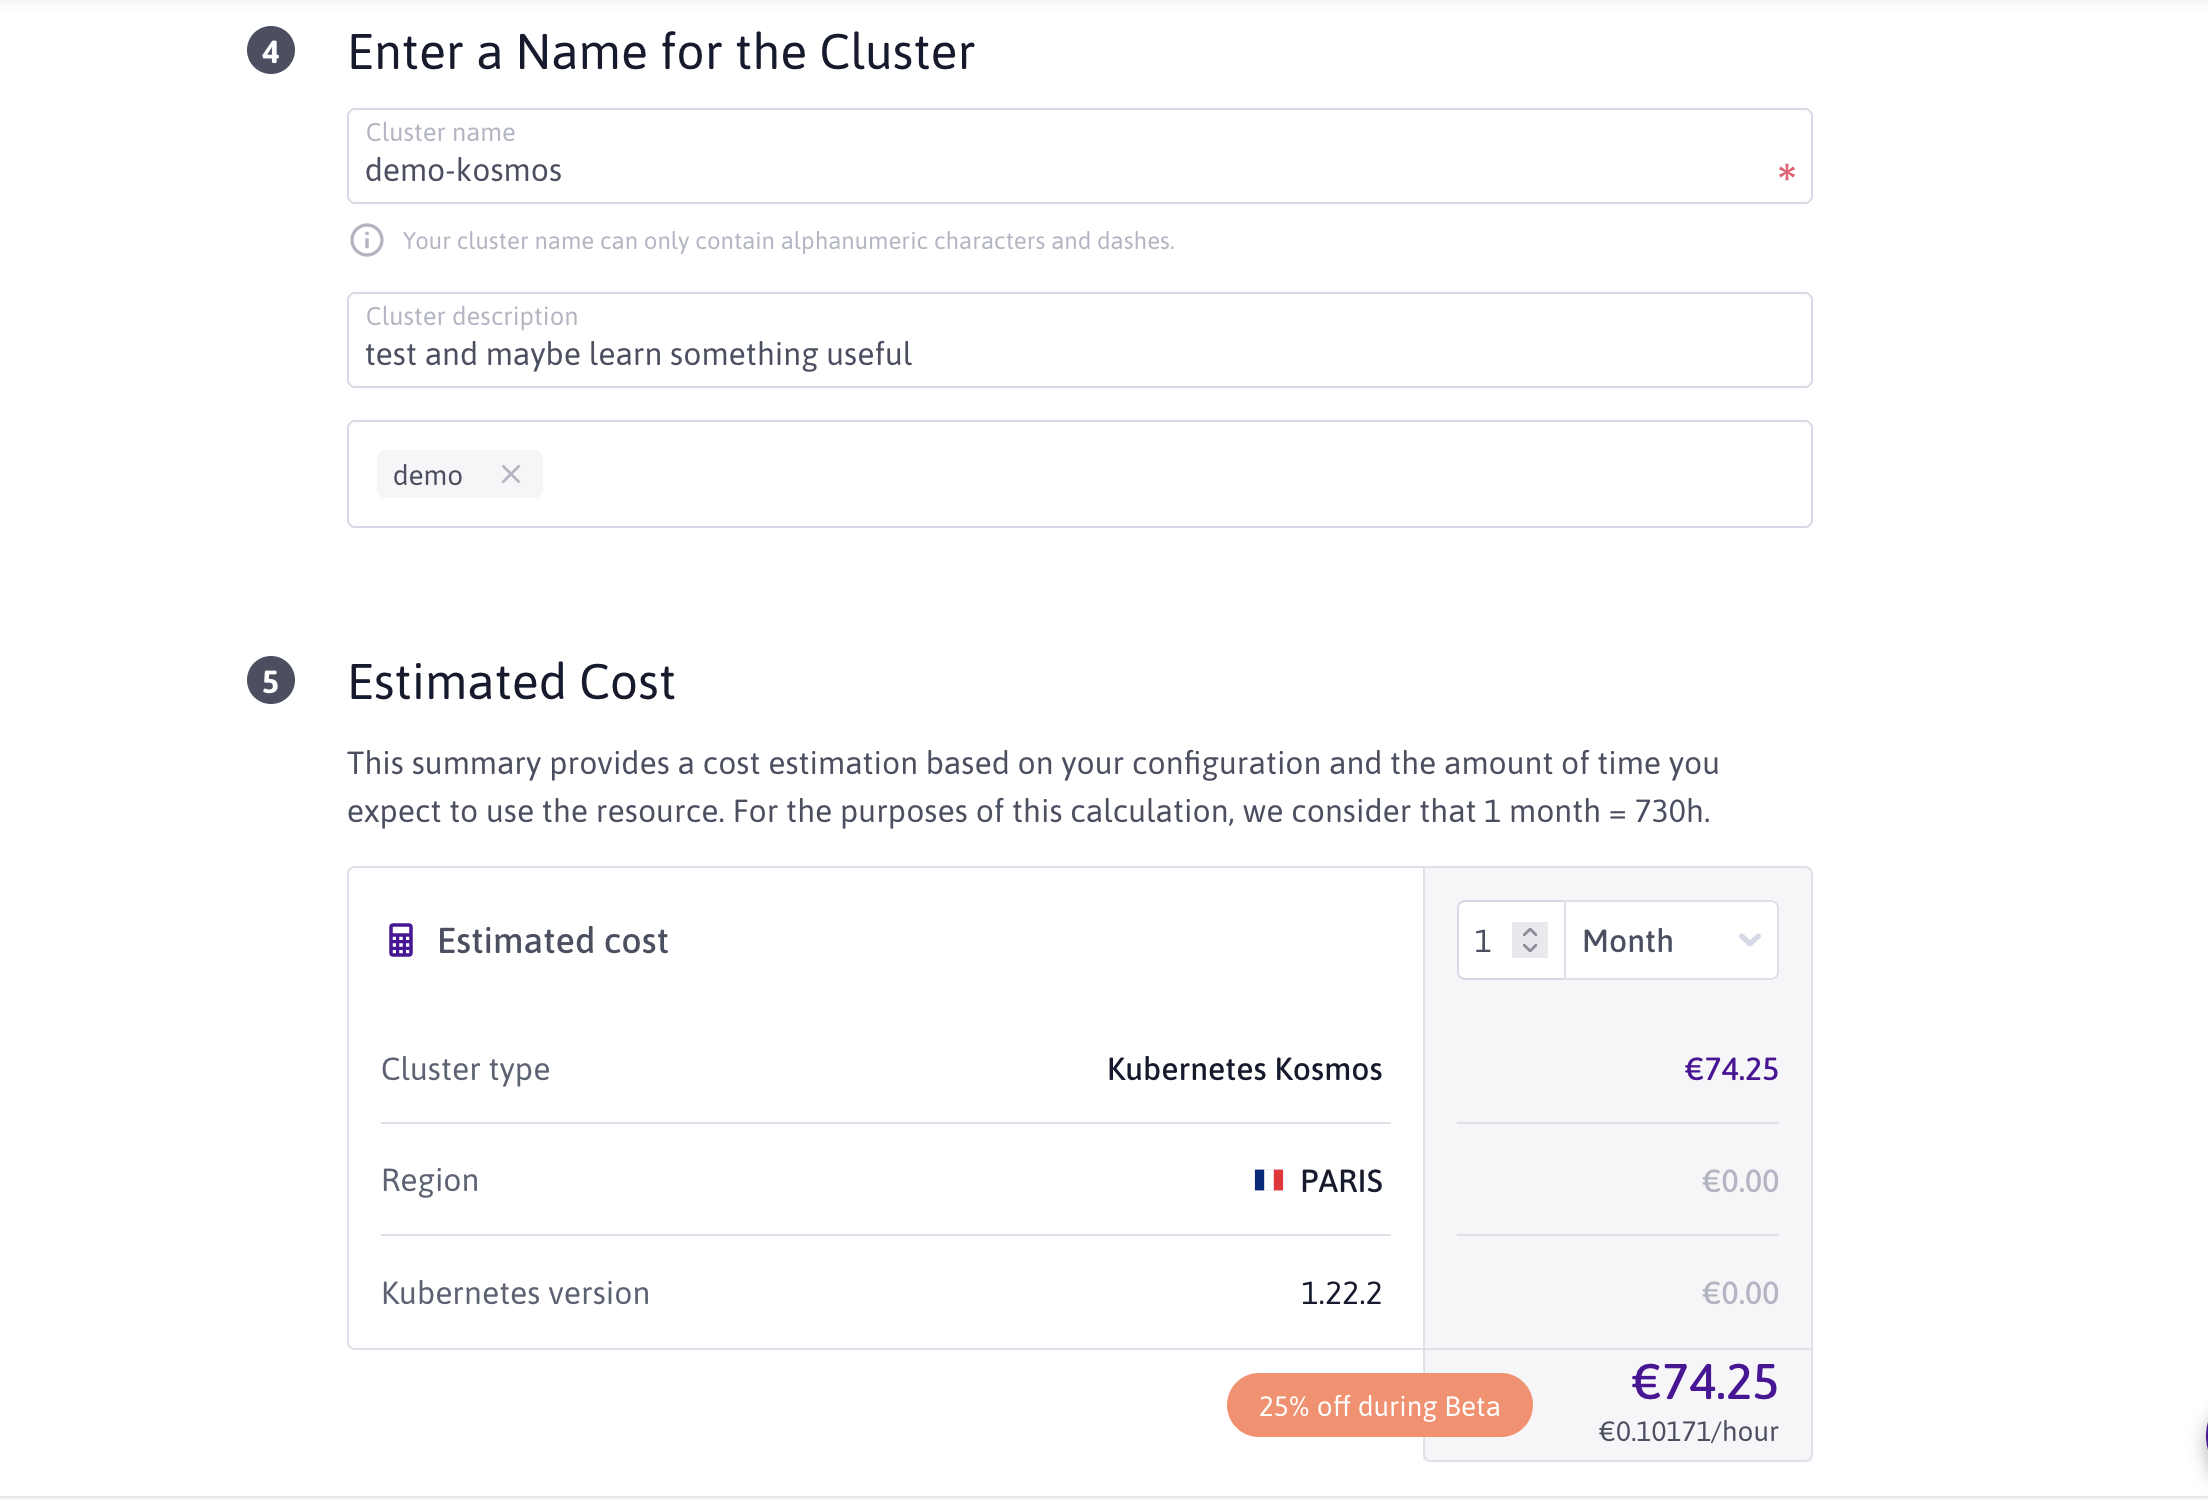 4 Enter a Name for the Cluster
Cluster name
demo-kosmos
*
Your cluster name can only contain alphanumeric characters and dashes.
Cluster description
test and maybe learn something useful
demo
5 Estimated Cost
This summary provides a cost estimation based on your configuration and the amount of time you
expect to use the resource. For the purposes of this calculation, we consider that 1 month = 730h.
Estimated cost 1 Month
Cluster type Kubernetes Kosmos €74.25
Region PARIS €0.00
Kubernetes version 1.22.2 €0.00
€74.25
25% off during Beta
€0.10171/hour